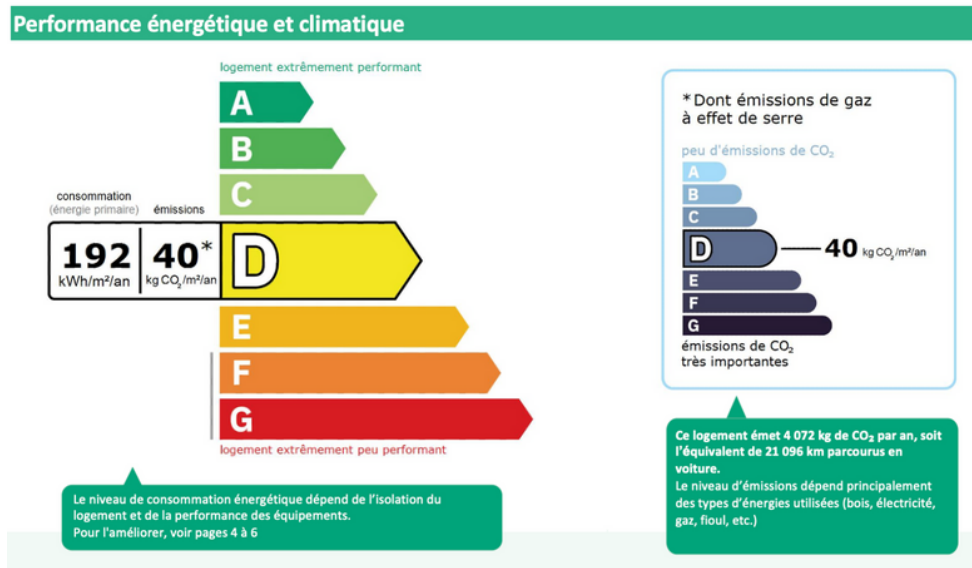 Performance énergétique et climatique
logement extrêmement performant
A
B
C
consommation
(énergie primaire)
émissions
192
kWh/m²/an
40*
kg CO₂/m²/an
D
E
F
G
logement extrêmement peu performant
Le niveau de consommation énergétique dépend de l'isolation du
logement et de la performance des équipements.
Pour l'améliorer, voir pages 4 à 6
*Dont émissions de gaz
à effet de serre
peu d'émissions de CO₂
A
B
C
D
40 kg CO₂/m²/an
E
F
G
émissions de CO₂
très importantes
Ce logement émet 4 072 kg de CO₂ par an, soit
l'équivalent de 21 096 km parcourus en
voiture.
Le niveau d'émissions dépend principalement
des types d'énergies utilisées (bois, électricité,
gaz, fioul, etc.)